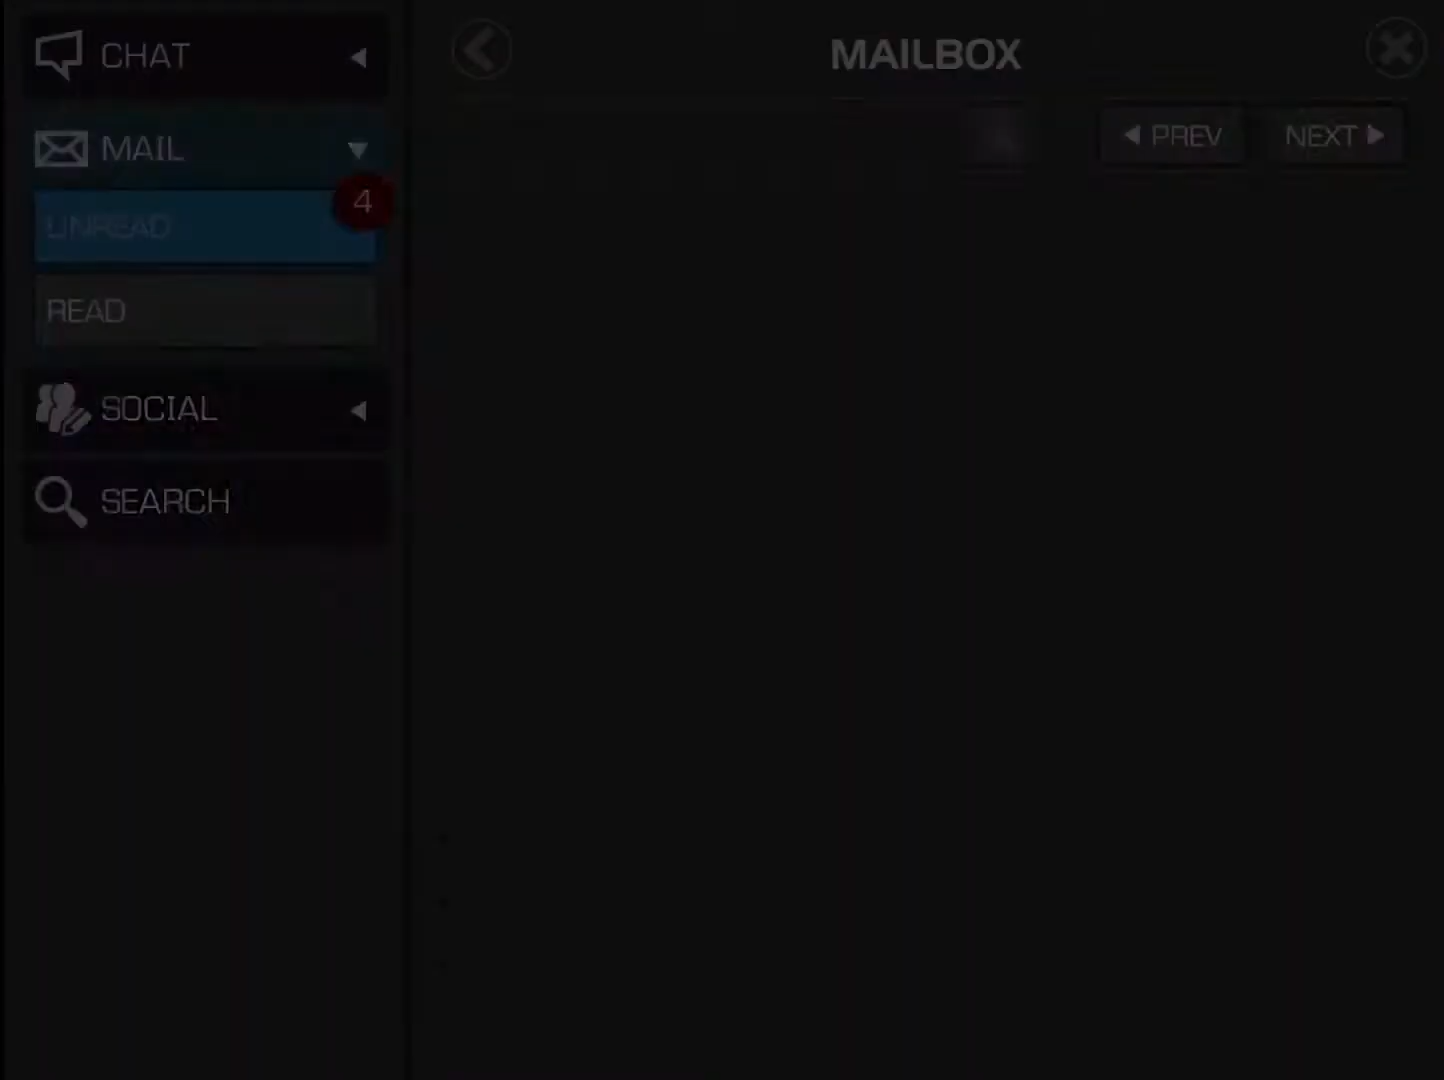 CHAT
MAILBOX
MAIL
PREV
NEXT
4
UNREAD
READ
SOCIAL
SEARCH